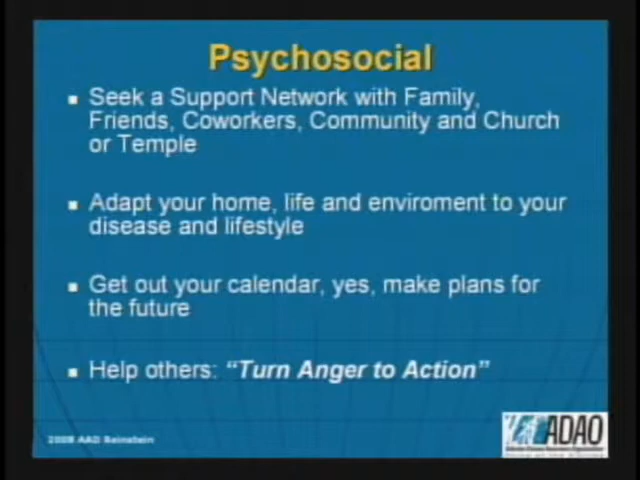 Psychosocial
Seek a Support Network with Family,
Friends, Coworkers, Community and Church
or Temple
Adapt your home, life and enviroment to your
disease and lifestyle
Get out your calendar, yes, make plans for
the future
Help others: “Turn Anger to Action”
Reinstein
ADAO